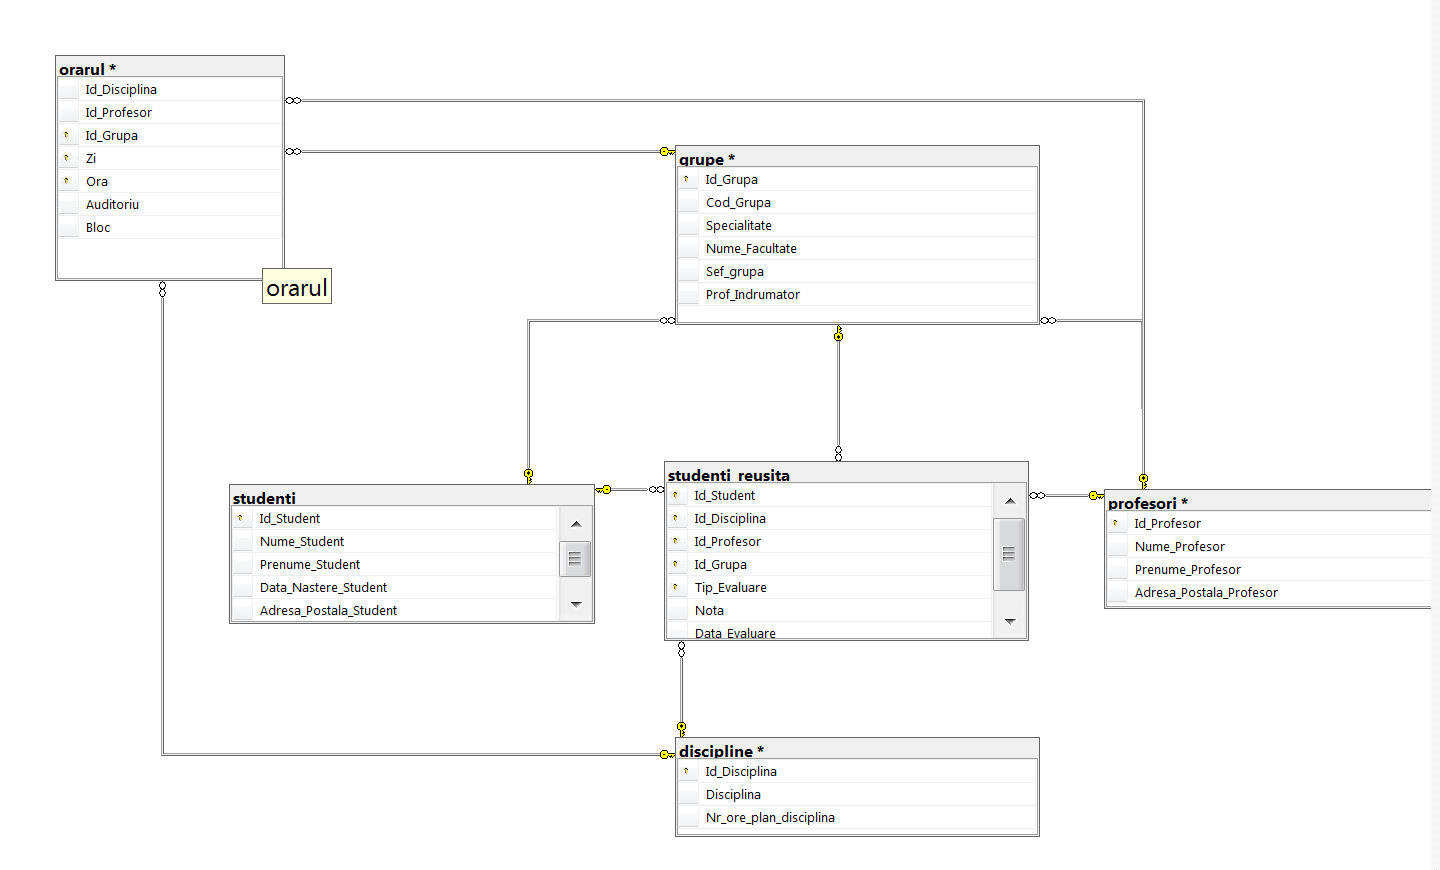 orarul *
Id_Disciplina
Id_Profesor
Id_Grupa
Zi
Ora
Auditoriu
Bloc
orarul
grupe *
Id_Grupa
Cod_Grupa
Specialitate
Nume_Facultate
Sef_grupa
Prof_Indrumator
studenti
Id_Student
Nume_Student
Prenume_Student
Data_Nastere_Student
Adresa_Postala_Student
studenti_reusita
Id_Student
Id_Disciplina
Id_Profesor
Id_Grupa
Tip_Evaluare
Nota
Data_Evaluare
profesori *
Id_Profesor
Nume_Profesor
Prenume_Profesor
Adresa_Postala_Profesor
discipline *
Id_Disciplina
Disciplina
Nr_ore_plan_disciplina